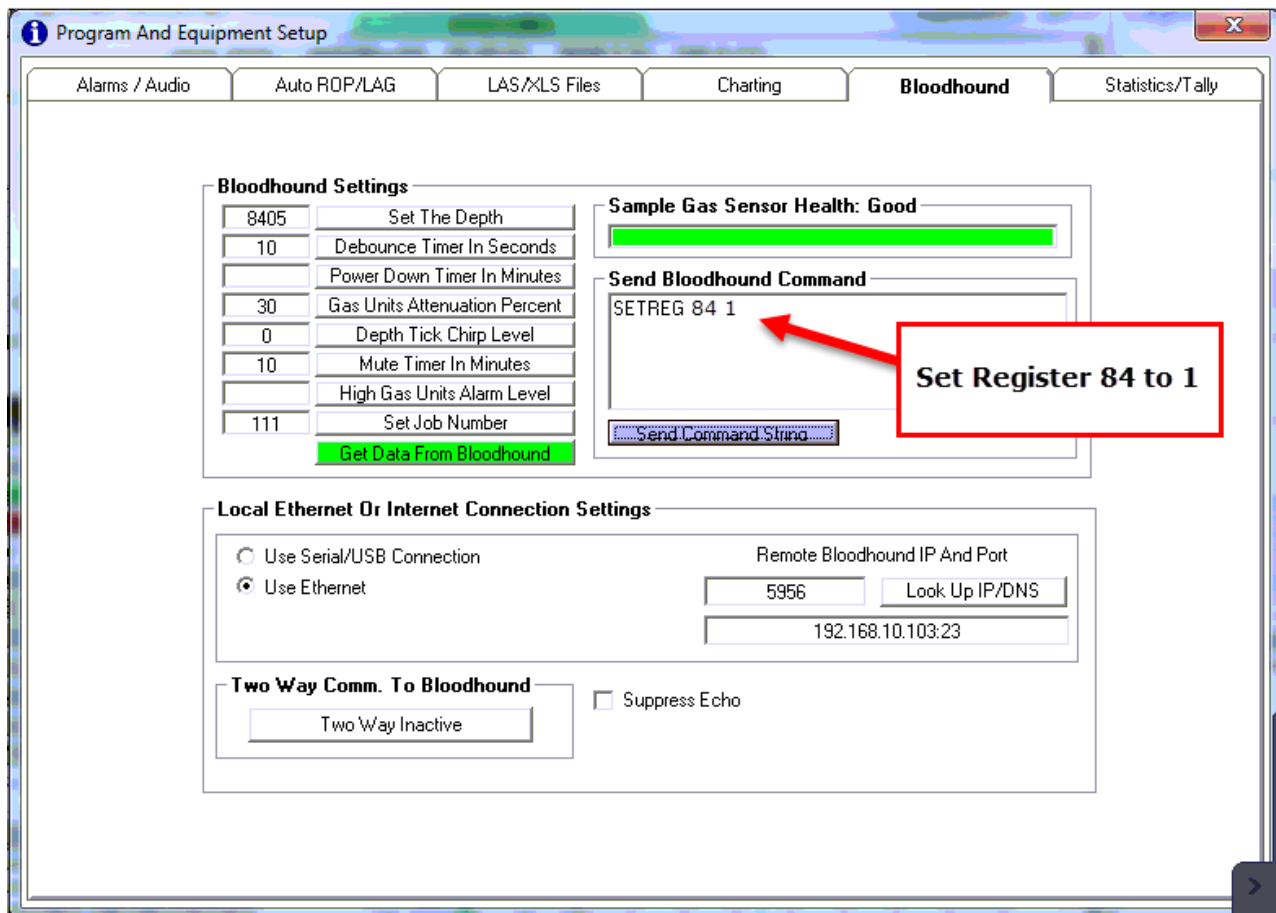 Program And Equipment Setup
X
Alarms / Audio
Auto ROP/LAG
LAS/XLS Files
Charting
Bloodhound
Statistics/Tally
Bloodhound Settings
8405 Set The Depth
10 Debounce Timer In Seconds
Power Down Timer In Minutes
30 Gas Units Attenuation Percent
0 Depth Tick Chirp Level
10 Mute Timer In Minutes
High Gas Units Alarm Level
111 Set Job Number
Get Data From Bloodhound
Sample Gas Sensor Health: Good
Send Bloodhound Command
SETREG 84 1
Set Register 84 to 1
Send Command String
Local Ethernet Or Internet Connection Settings
Use Serial/USB Connection
Use Ethernet
Remote Bloodhound IP And Port
5956 Look Up IP/DNS
192.168.10.103:23
Two Way Comm. To Bloodhound
Two Way Inactive
Suppress Echo